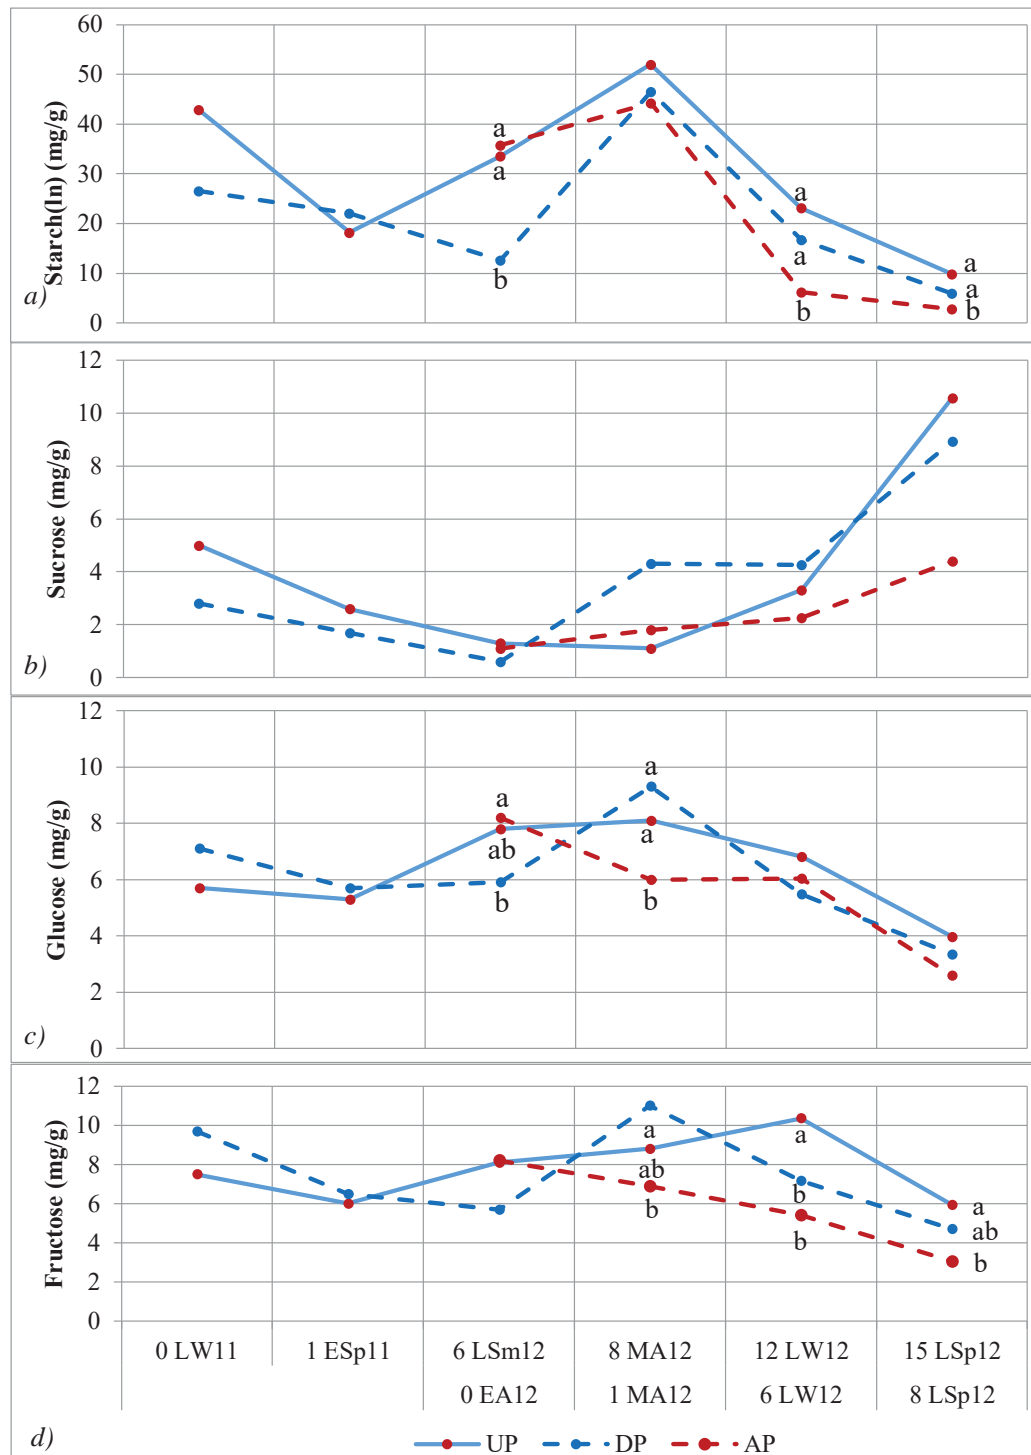 60
50
40
30
20
10
0
Starch(ln) (mg/g)
a)
a
a
b
a
a
b
a
a
b
12
10
8
6
4
2
0
Sucrose (mg/g)
b)
12
10
8
6
4
2
0
Glucose (mg/g)
c)
a
ab
b
a
a
b
12
10
8
6
4
2
0
Fructose (mg/g)
a
ab
b
a
b
b
a
ab
b
0 LW11 1 ESp11 6 LSm12 8 MA12 12 LW12 15 LSp12
0 EA12 1 MA12 6 LW12 8 LSp12
d)
UP DP AP